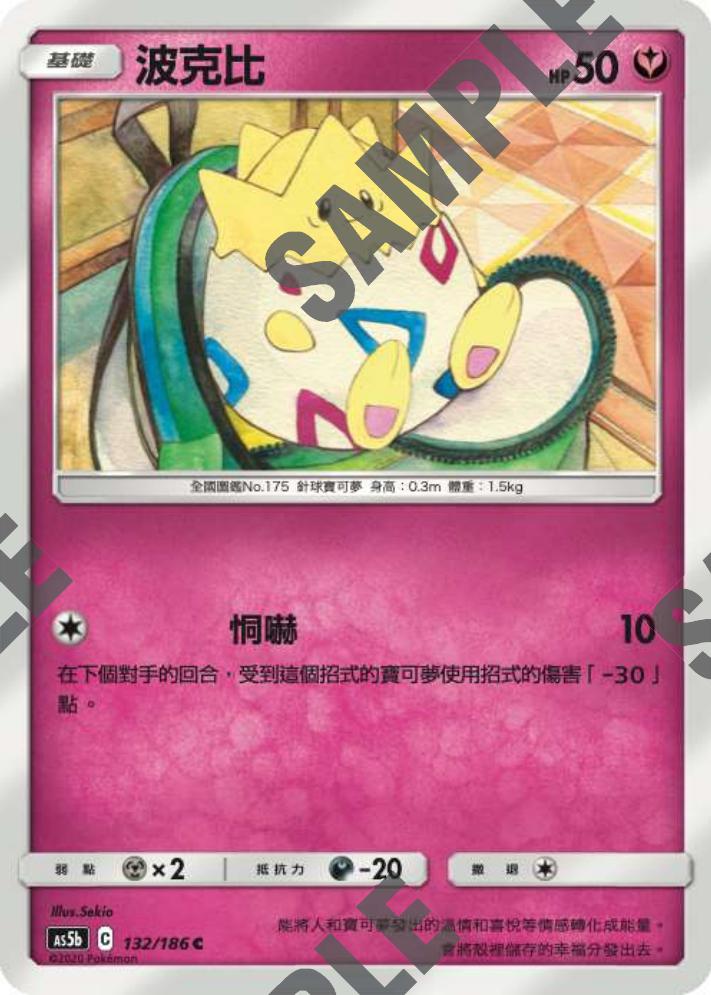 基礎 波克比 HP50
SAMPLE
全國圖鑑No.175 針球寶可夢 身高：0.3m 體重：1.5kg
恫嚇 10
在下個對手的回合，受到這個招式的寶可夢使用招式的傷害「-30」
點。
弱點 ×2 抵抗力 -20 撤退
Illus.Sekio
能將人和寶可夢發出的溫情和喜悅等情感轉化成能量。
AS5b C 132/186 C
會將殼裡儲存的幸福分發出去。
©2020 Pokémon